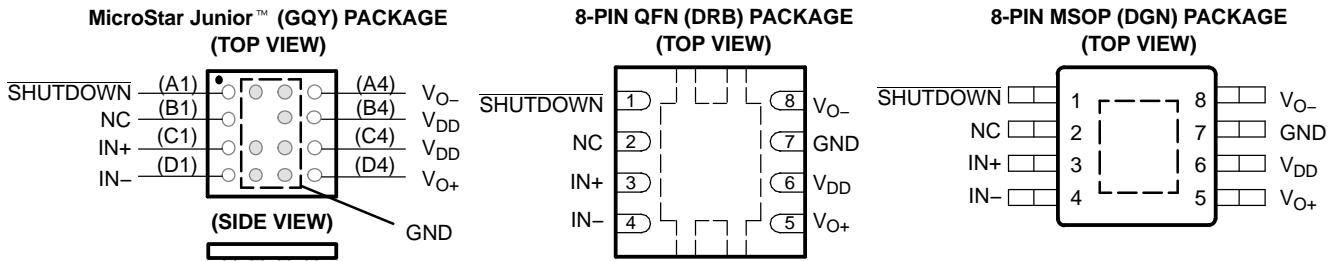 MicroStar Junior™ (GQY) PACKAGE
(TOP VIEW)
SHUTDOWN (A1) (A4) VO−
NC (B1) (B4) VDD
IN+ (C1) (C4) VDD
IN− (D1) (D4) VO+
(SIDE VIEW)
GND
8-PIN QFN (DRB) PACKAGE
(TOP VIEW)
SHUTDOWN 1 8 VO−
NC 2 7 GND
IN+ 3 6 VDD
IN− 4 5 VO+
8-PIN MSOP (DGN) PACKAGE
(TOP VIEW)
SHUTDOWN 1 8 VO−
NC 2 7 GND
IN+ 3 6 VDD
IN− 4 5 VO+